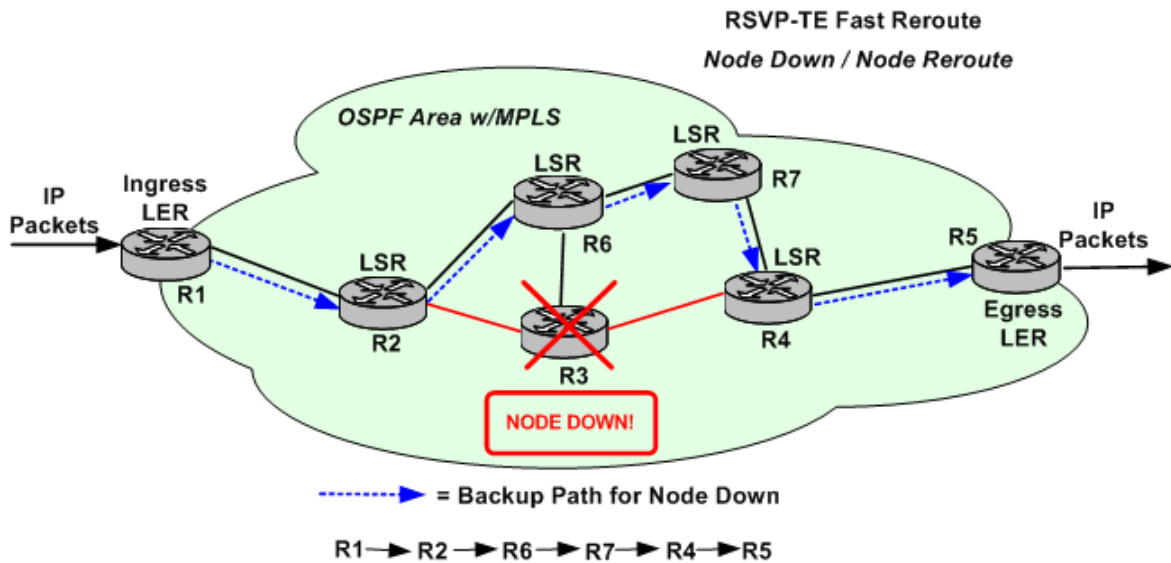 RSVP-TE Fast Reroute
Node Down / Node Reroute
OSPF Area w/MPLS
IP
Packets
Ingress
LER
R1
LSR
R2
LSR
R6
LSR
R7
R3
NODE DOWN!
LSR
R4
R5
Egress
LER
IP
Packets
= Backup Path for Node Down
R1 R2 R6 R7 R4 R5